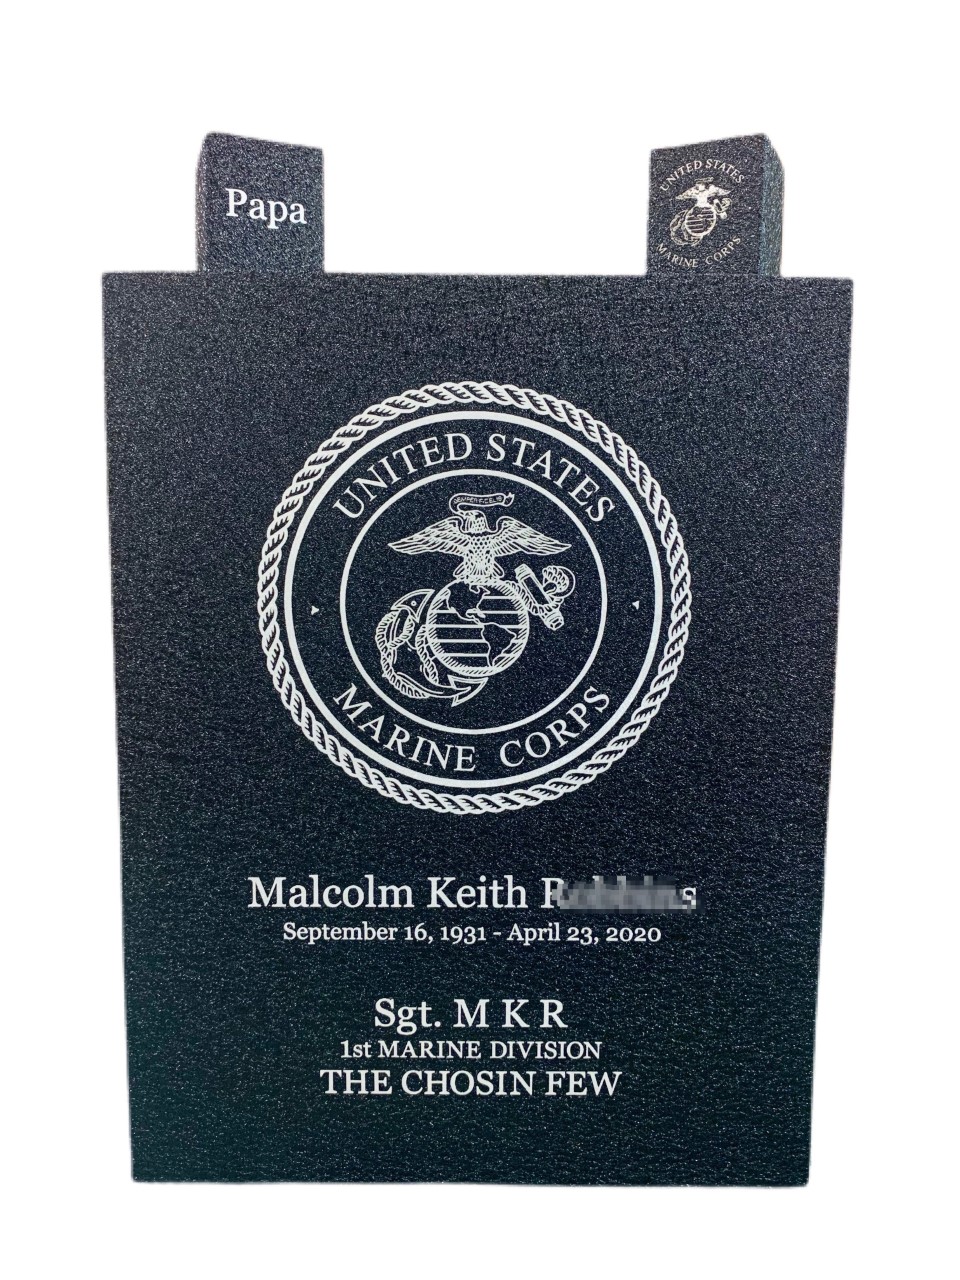 Papa
UNITED STATES
MARINE CORPS
UNITED STATES
SEMPER FIDELIS
MARINE CORPS
Malcolm Keith
September 16, 1931 - April 23, 2020
Sgt. M K R
1st MARINE DIVISION
THE CHOSIN FEW